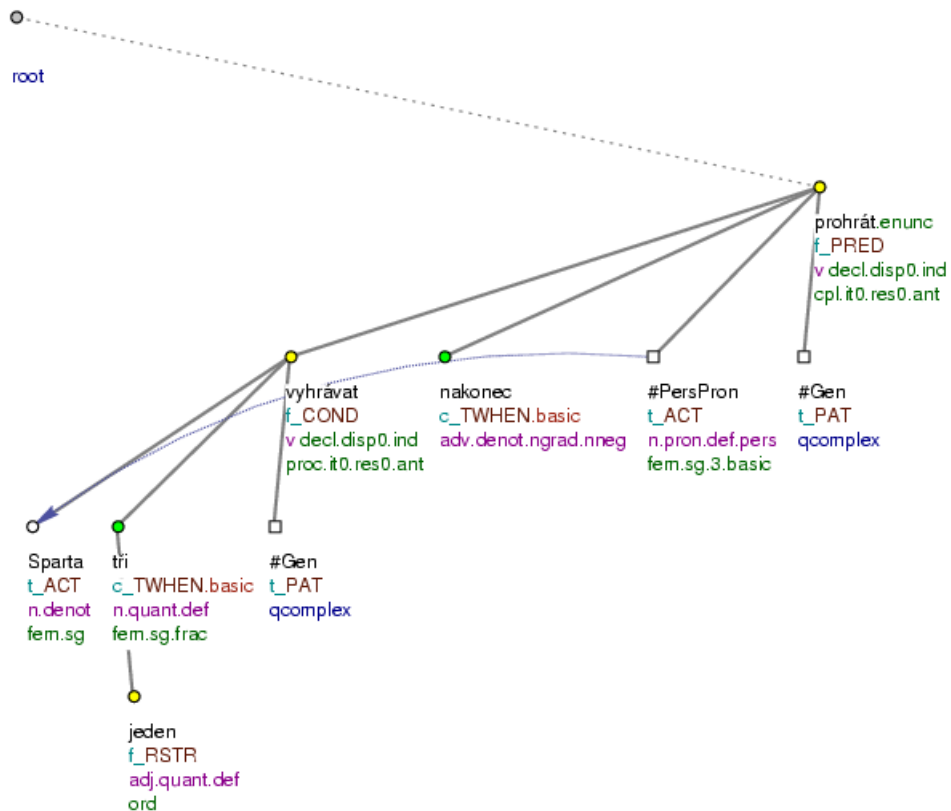 root
prohrát.enunc
f_PRED
v decl.disp0.ind
cpl.it0.res0.ant
vyhrávat
f_COND
v decl.disp0.ind
proc.it0.res0.ant
nakonec
c_TWHEN.basic
adv.denot.ngrad.nneg
#PersPron
t_ACT
n.pron.def.pers
fem.sg.3.basic
#Gen
t_PAT
qcomplex
Sparta
t_ACT
n.denot
fem.sg
tři
c_TWHEN.basic
n.quant.def
fem.sg.frac
#Gen
t_PAT
qcomplex
jeden
f_RSTR
adj.quant.def
ord